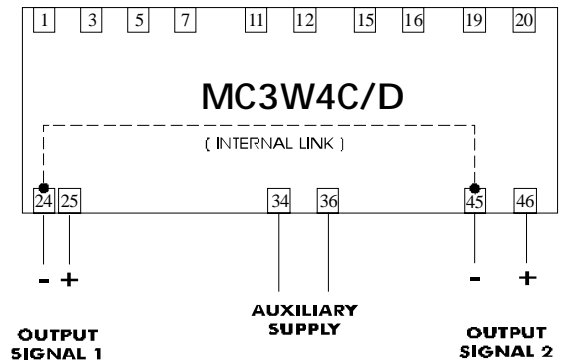 1 3 5 7 11 12 15 16 19 20
MC3W4C/D
( INTERNAL LINK )
24 25 34 36 45 46
- + - +
AUXILIARY
SUPPLY
OUTPUT
SIGNAL 1
OUTPUT
SIGNAL 2